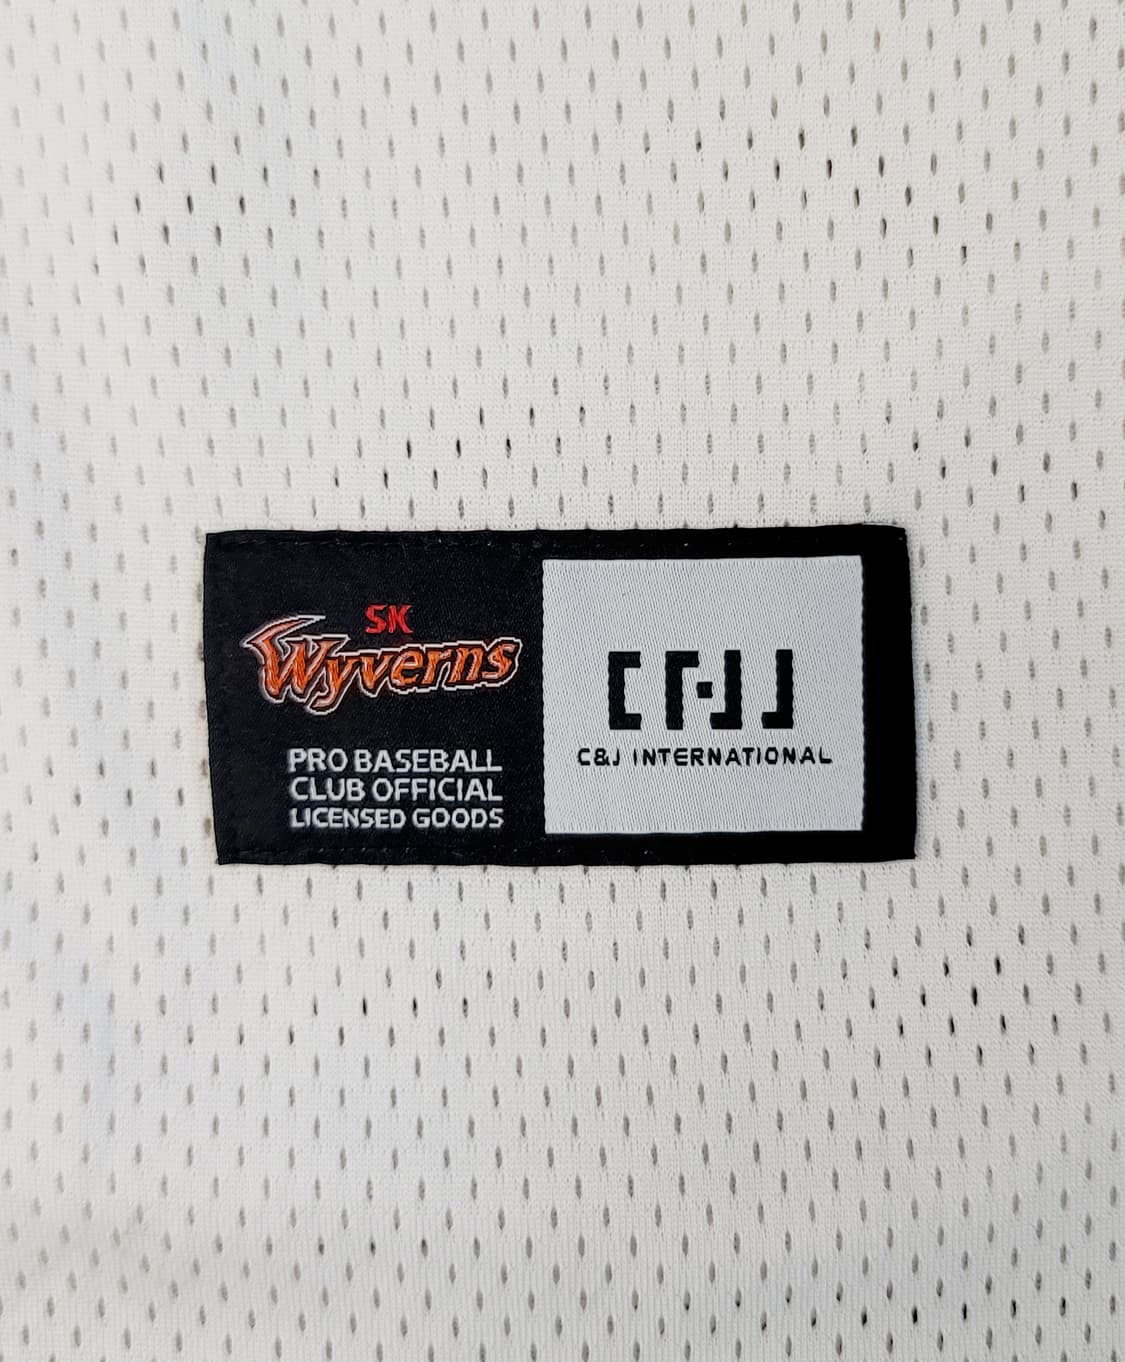 SK
Wyverns
PRO BASEBALL
CLUB OFFICIAL
LICENSED GOODS
C&J INTERNATIONAL